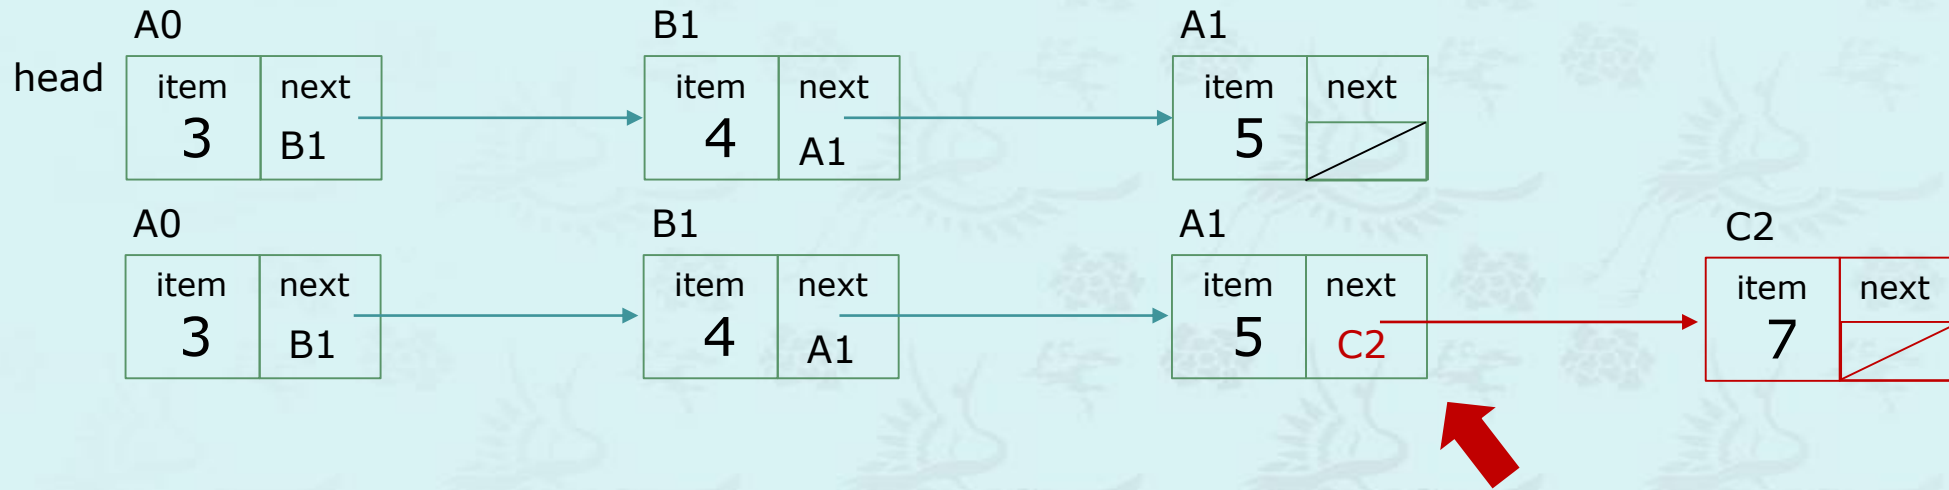 A0 B1 A1
head item next item next item next
3 B1 4 A1 5
A0 B1 A1 C2
item next item next item next item next
3 B1 4 A1 5 C2 7